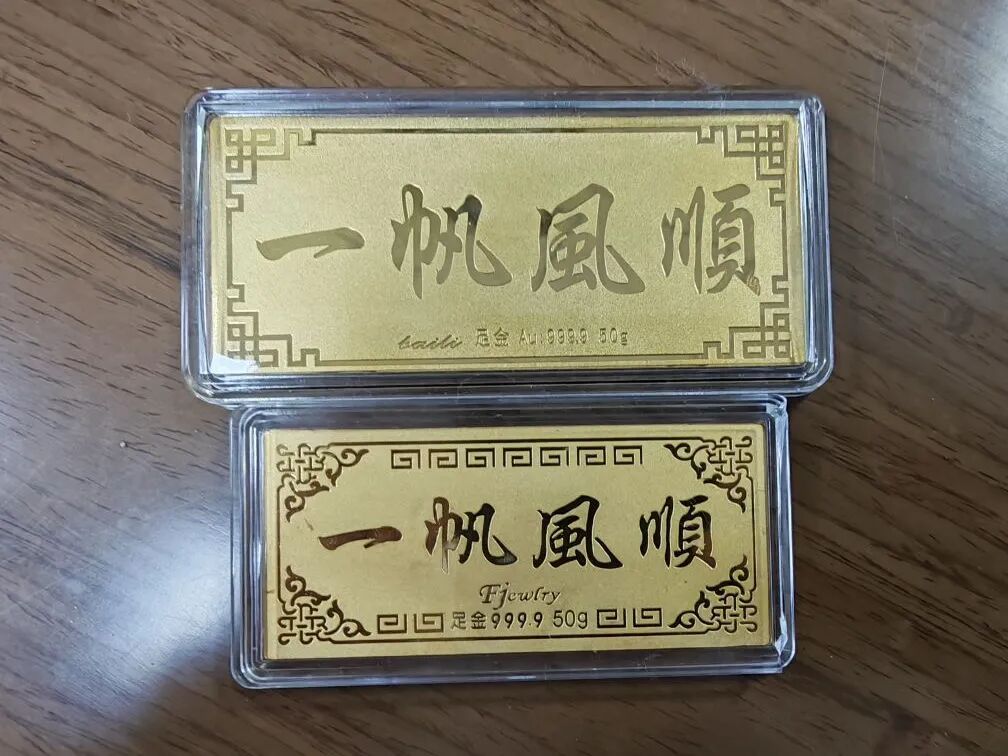 一帆風順
baili 足金 Au:999.9 50g
一帆風順
Fjewlry
足金999.9 50g